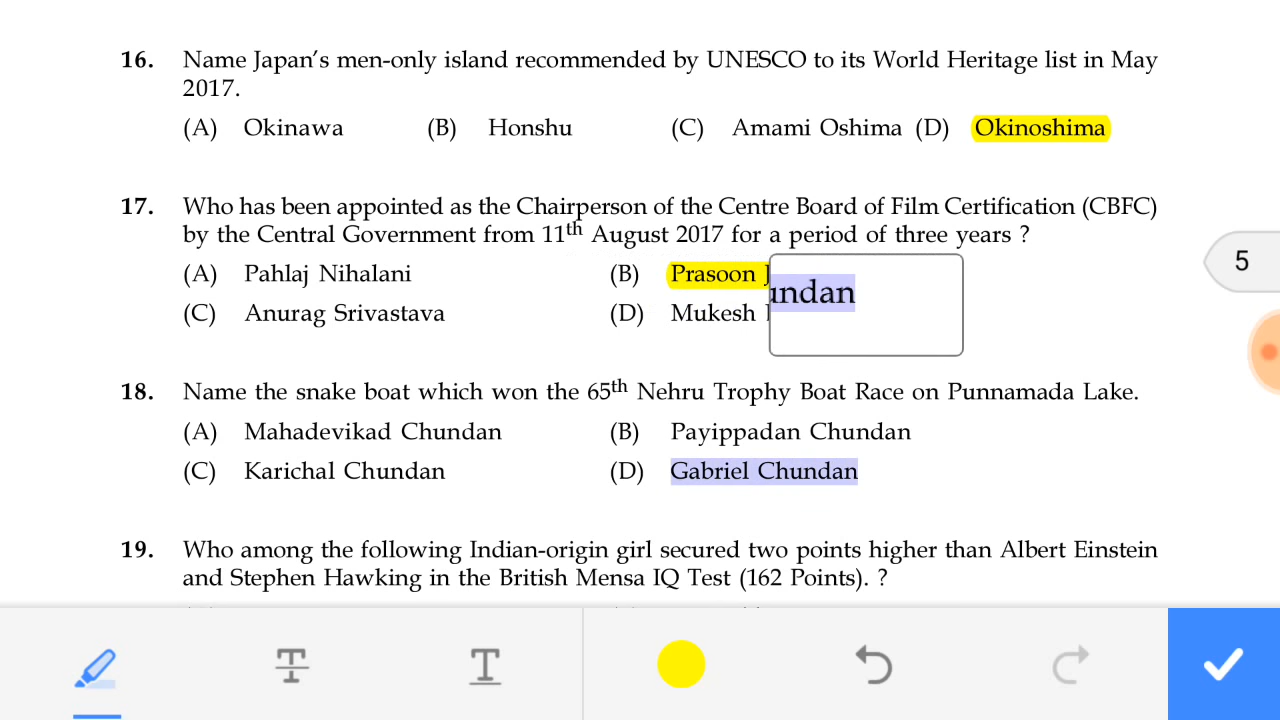 16. Name Japan's men-only island recommended by UNESCO to its World Heritage list in May
2017.
(A) Okinawa (B) Honshu (C) Amami Oshima (D) Okinoshima
17. Who has been appointed as the Chairperson of the Centre Board of Film Certification (CBFC)
by the Central Government from 11th August 2017 for a period of three years ?
(A) Pahlaj Nihalani (B) Prasoon J
(C) Anurag Srivastava (D) Mukesh
undan
18. Name the snake boat which won the 65th Nehru Trophy Boat Race on Punnamada Lake.
(A) Mahadevikad Chundan (B) Payippadan Chundan
(C) Karichal Chundan (D) Gabriel Chundan
19. Who among the following Indian-origin girl secured two points higher than Albert Einstein
and Stephen Hawking in the British Mensa IQ Test (162 Points). ?
5